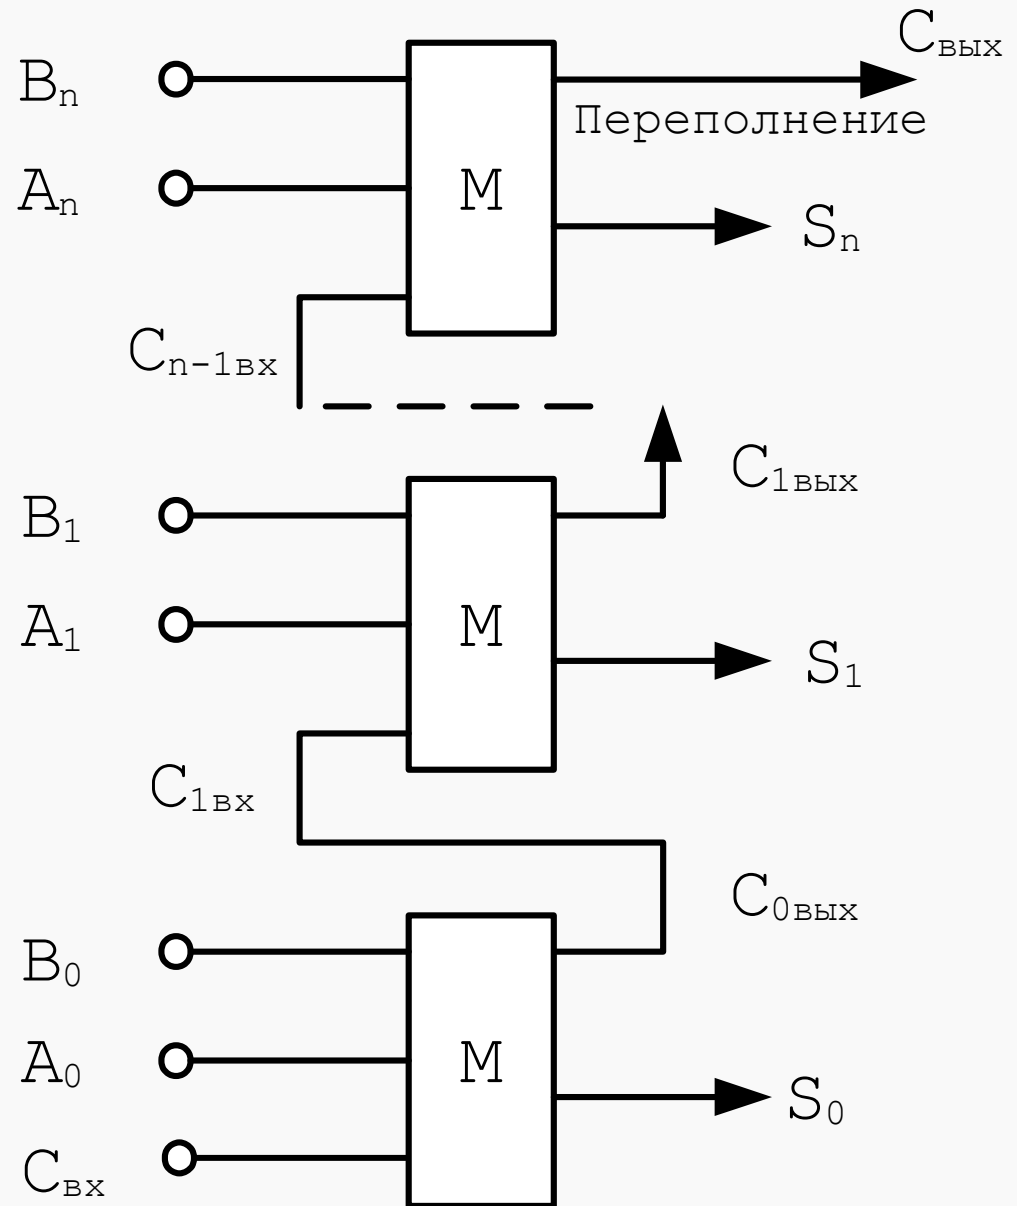 Cвых
Bn
Переполнение
An
M
Sn
Cn-1вх
C1вых
B1
A1
M
S1
C1вх
C0вых
B0
A0
M
S0
Cвх